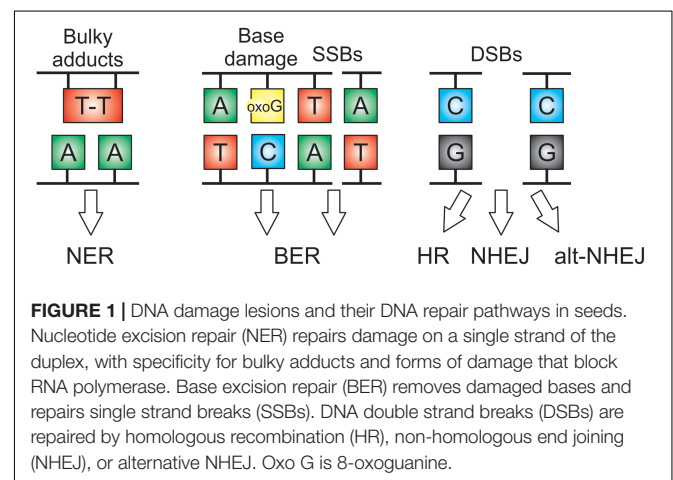 Bulky
adducts
Base
damage
SSBs
DSBs
T-T
A A
A oxoG T A
T C A T
C C
G G
NER
BER
HR NHEJ alt-NHEJ
FIGURE 1 | DNA damage lesions and their DNA repair pathways in seeds.
Nucleotide excision repair (NER) repairs damage on a single strand of the
duplex, with specificity for bulky adducts and forms of damage that block
RNA polymerase. Base excision repair (BER) removes damaged bases and
repairs single strand breaks (SSBs). DNA double strand breaks (DSBs) are
repaired by homologous recombination (HR), non-homologous end joining
(NHEJ), or alternative NHEJ. Oxo G is 8-oxoguanine.